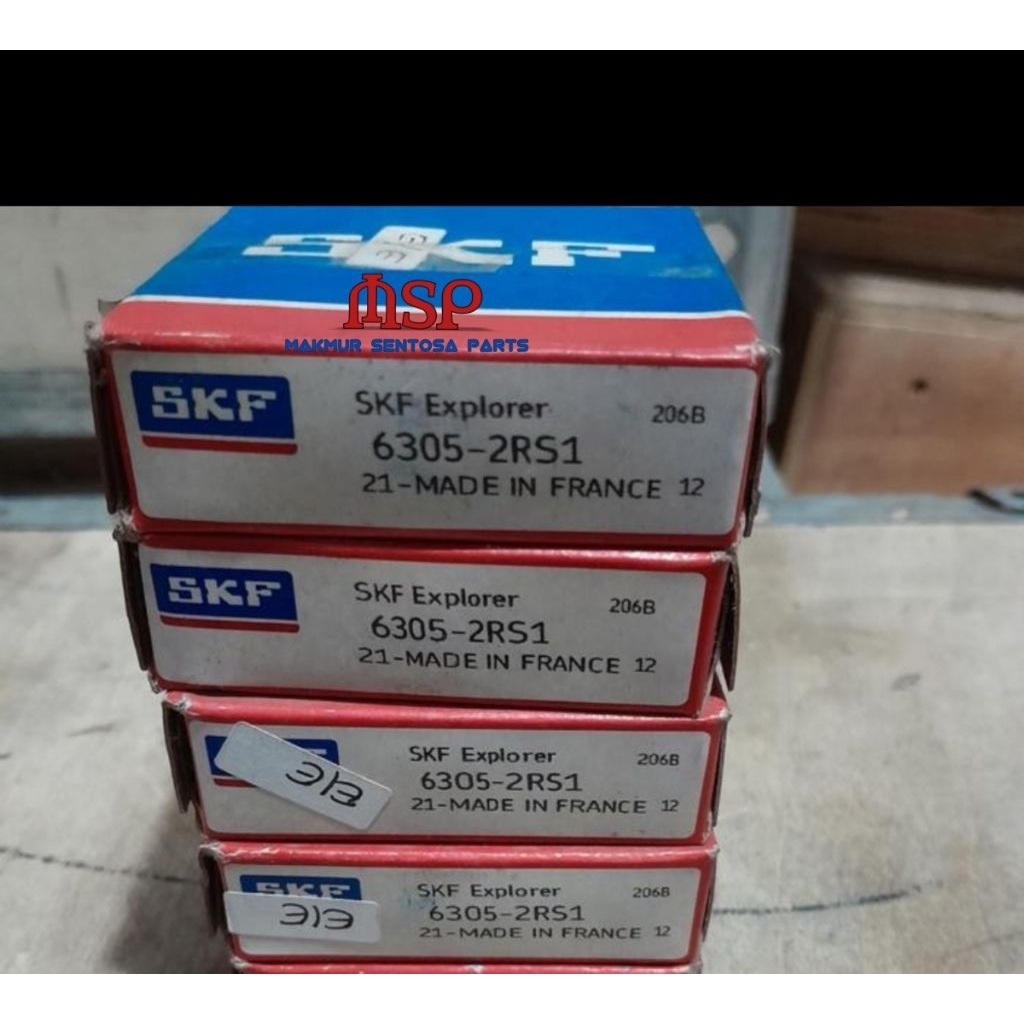 SKF
MSP
MAKMUR SENTOSA PARTS
SKF
SKF Explorer
206B
6305-2RS1
21-MADE IN FRANCE 12
SKF
SKF Explorer
206B
6305-2RS1
21-MADE IN FRANCE 12
SKF Explorer
206B
6305-2RS1
21-MADE IN FRANCE 12
SKF
SKF Explorer
206B
6305-2RS1
21-MADE IN FRANCE 12